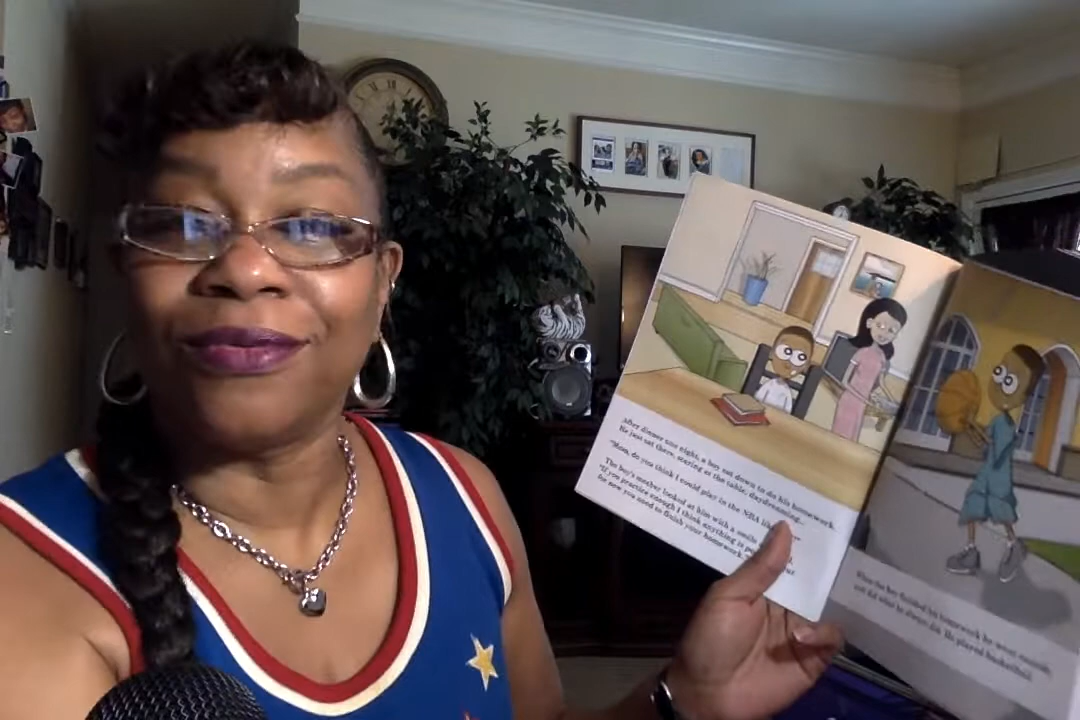 After dinner one night, a boy sat down to do his homework.
He just sat there, staring at the table, daydreaming...
"Mom, do you think I could play in the NBA
The boy's mother looked at him with a smile
"If you practice enough I think anything is
for now you need to finish your homework.
When the boy finished his homework he went outside
and did what he always did. He played basketball.